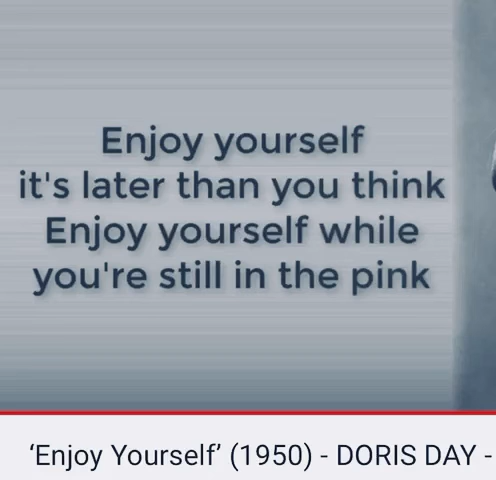 Enjoy yourself
it's later than you think
Enjoy yourself while
you're still in the pink
‘Enjoy Yourself’ (1950) - DORIS DAY -